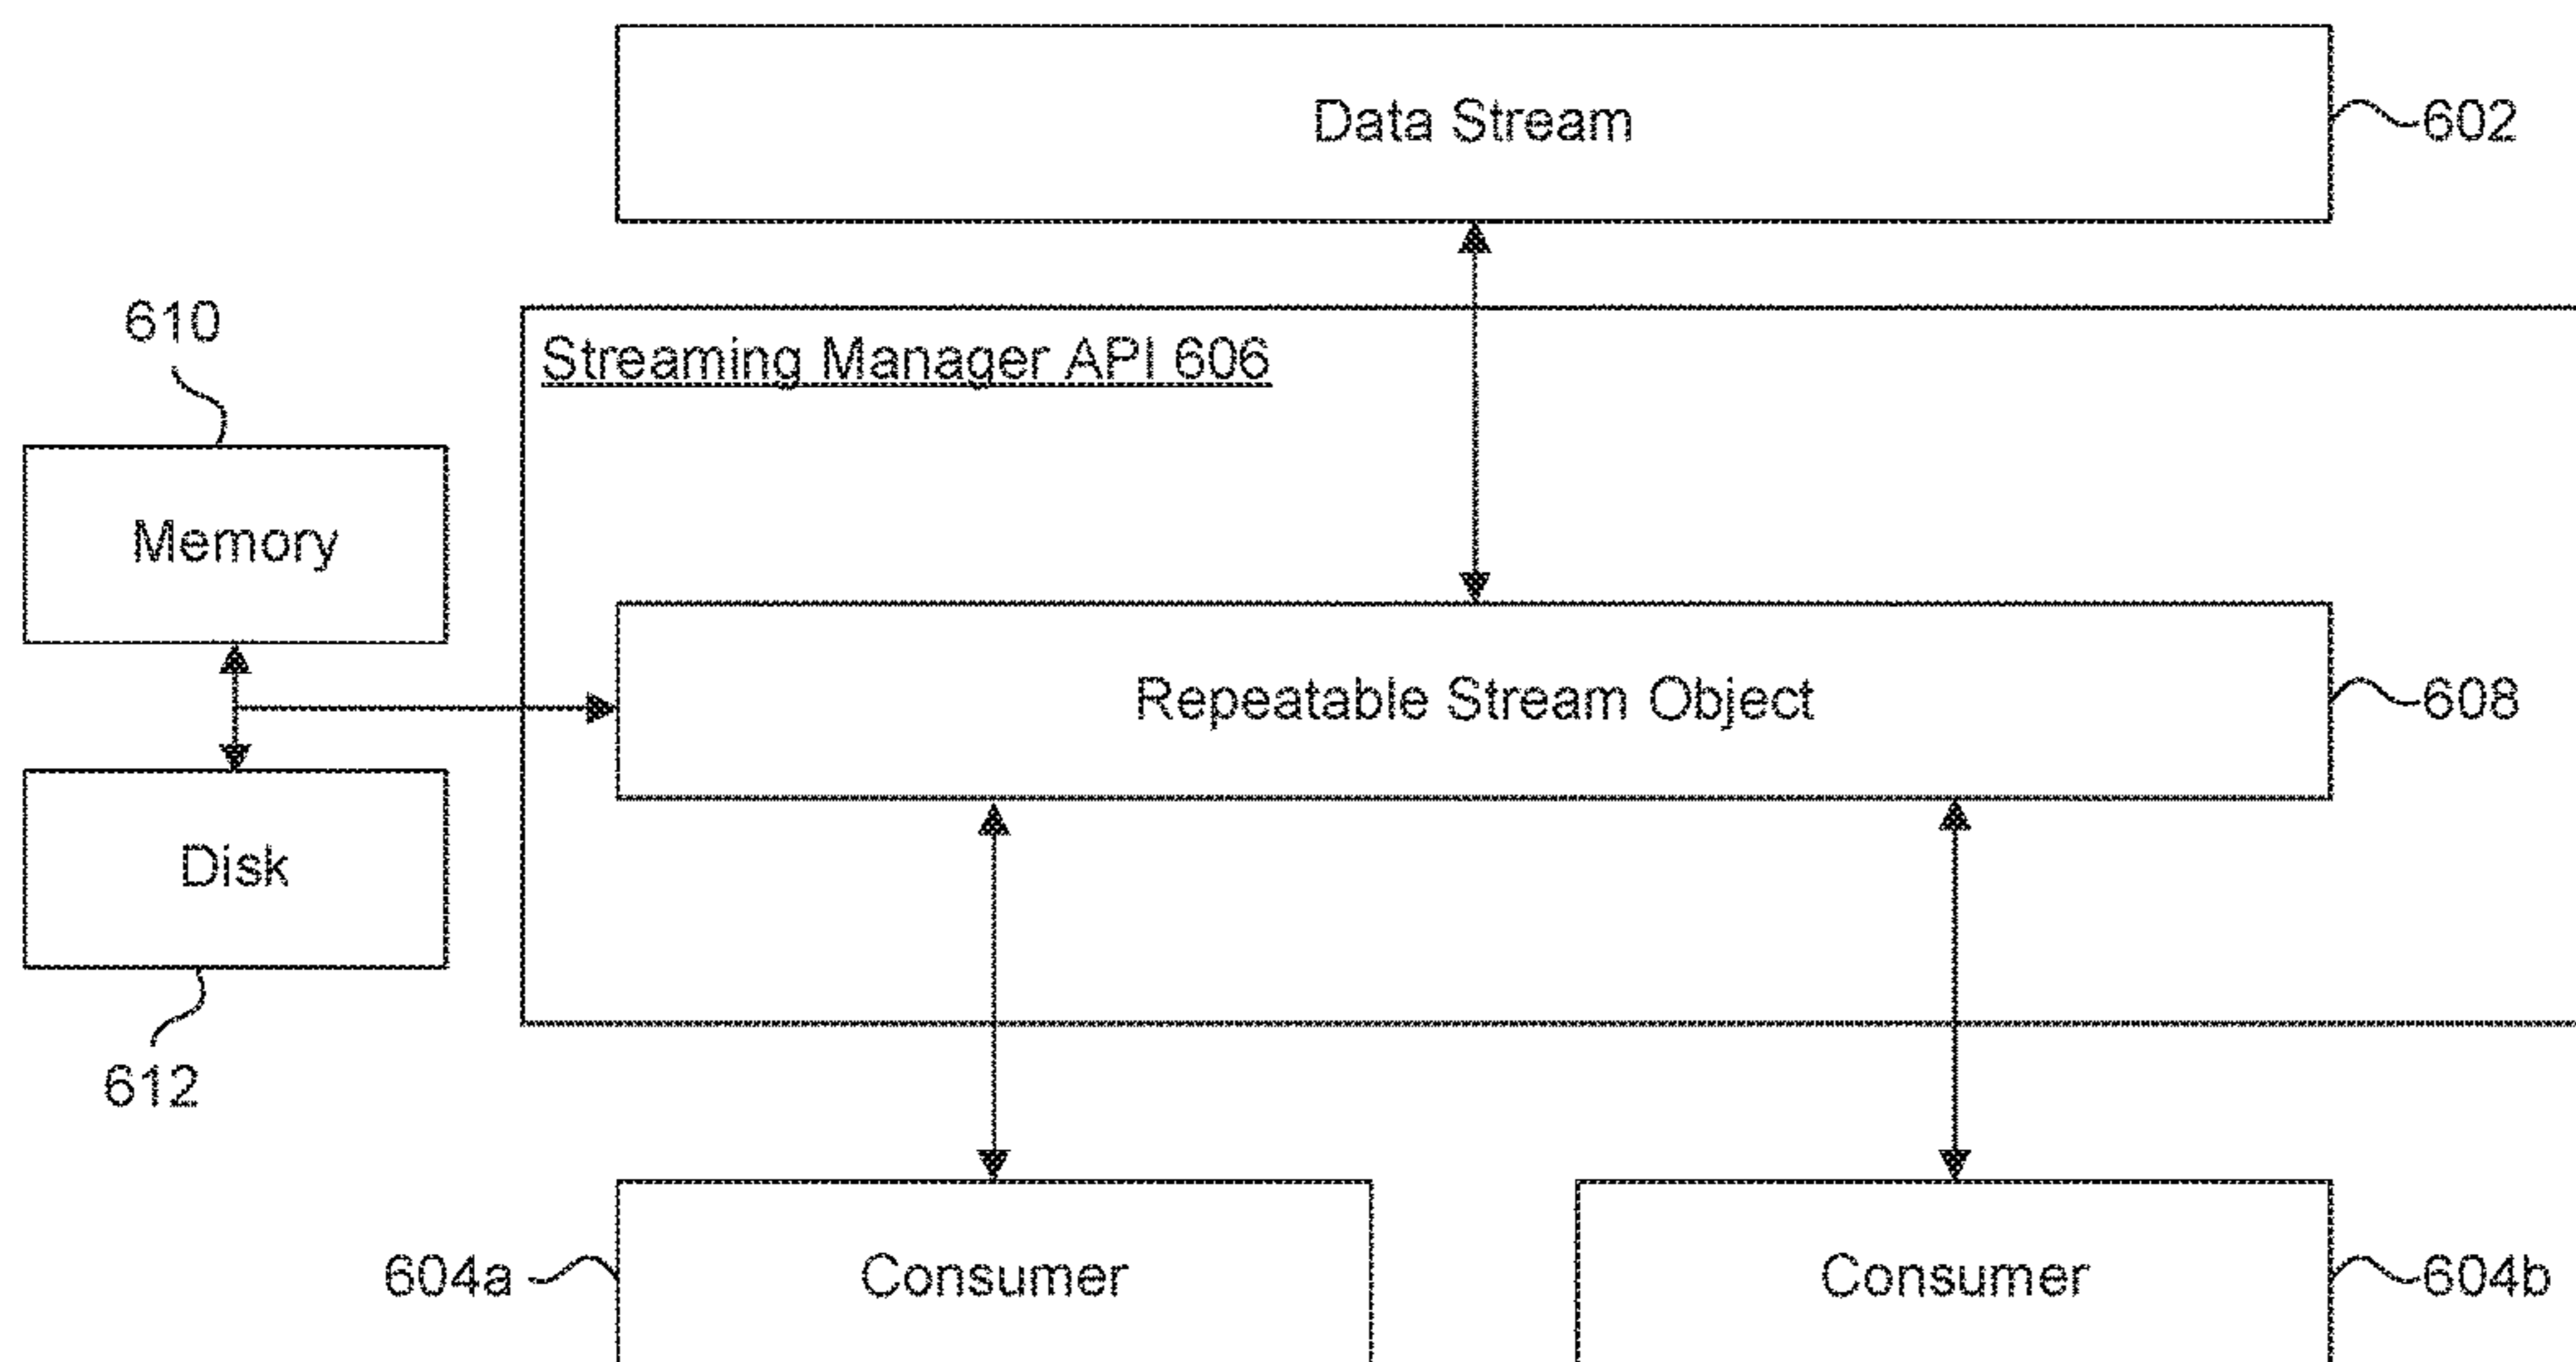 Data Stream
602
610
Streaming Manager API 606
Memory
Repeatable Stream Object
608
Disk
612
604a
Consumer
Consumer
604b